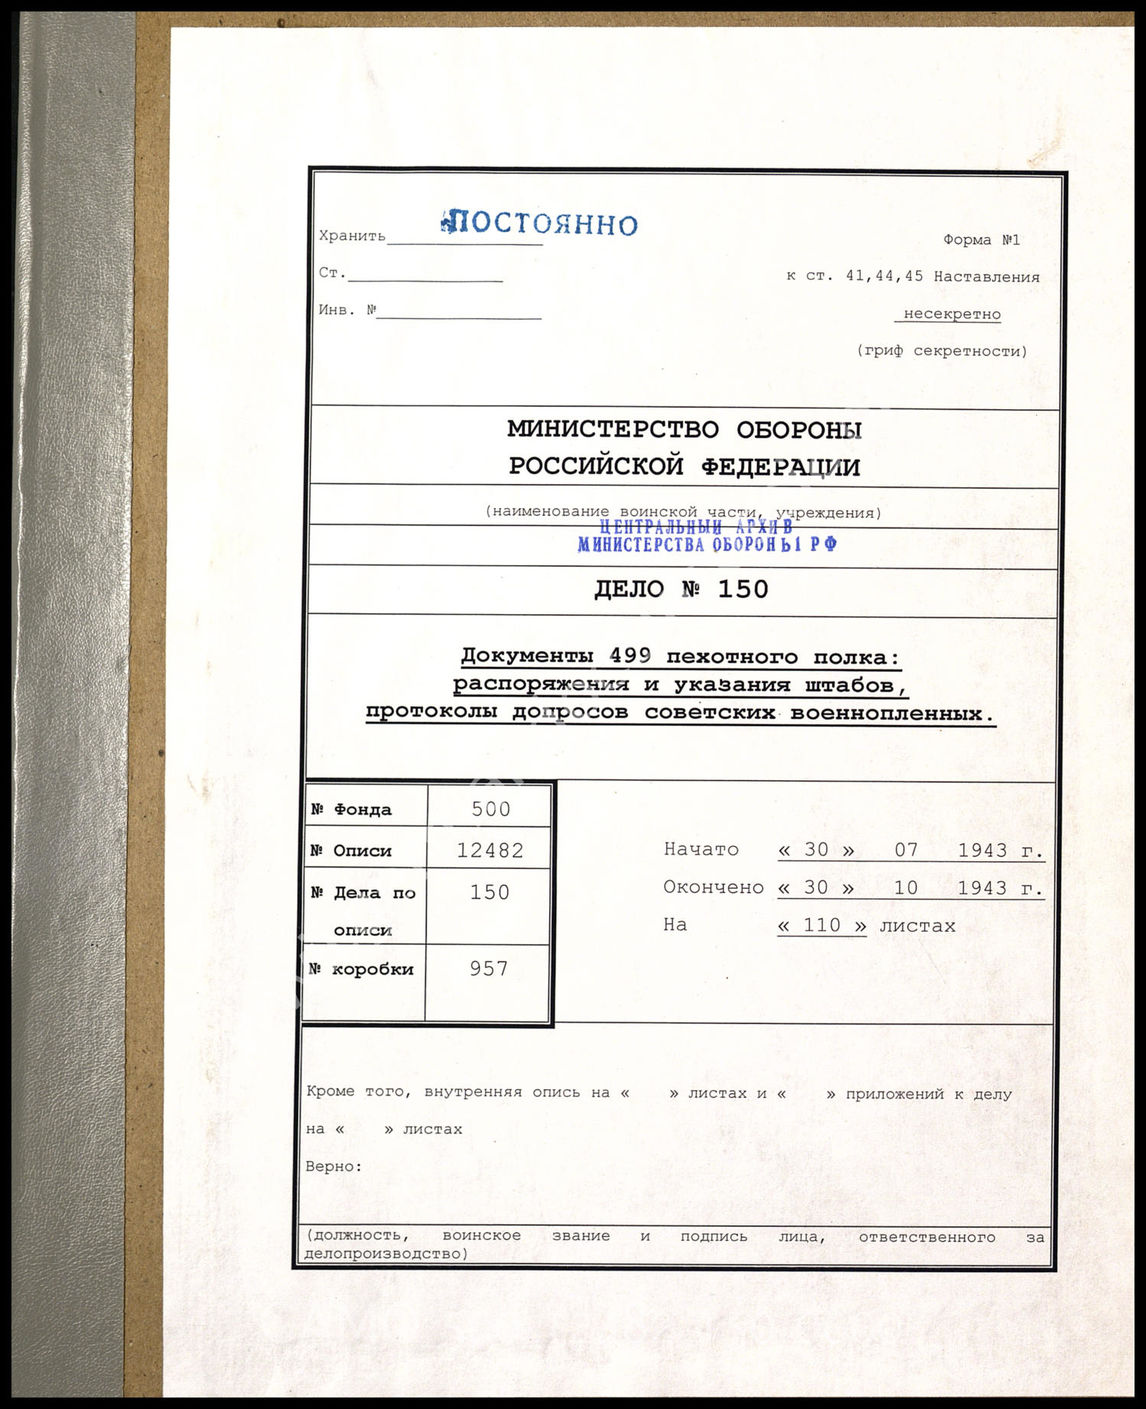 Хранить ПОСТОЯННО
Форма №1
Ст.
к ст. 41,44,45 Наставления
Инв. №
несекретно
(гриф секретности)
МИНИСТЕРСТВО ОБОРОНЫ
РОССИЙСКОЙ ФЕДЕРАЦИИ
(наименование воинской части, учреждения)
ЦЕНТРАЛЬНЫЙ АРХИВ
МИНИСТЕРСТВА ОБОРОНЫ РФ
ДЕЛО № 150
Документы 499 пехотного полка:
распоряжения и указания штабов,
протоколы допросов советских военнопленных.
№ Фонда 500
№ Описи 12482
№ Дела по 150
описи
№ коробки 957
Начато « 30 » 07 1943 г.
Окончено « 30 » 10 1943 г.
На « 110 » листах
Кроме того, внутренняя опись на « » листах и « » приложений к делу
на « » листах
Верно:
(должность, воинское звание и подпись лица, ответственного за
делопроизводство)